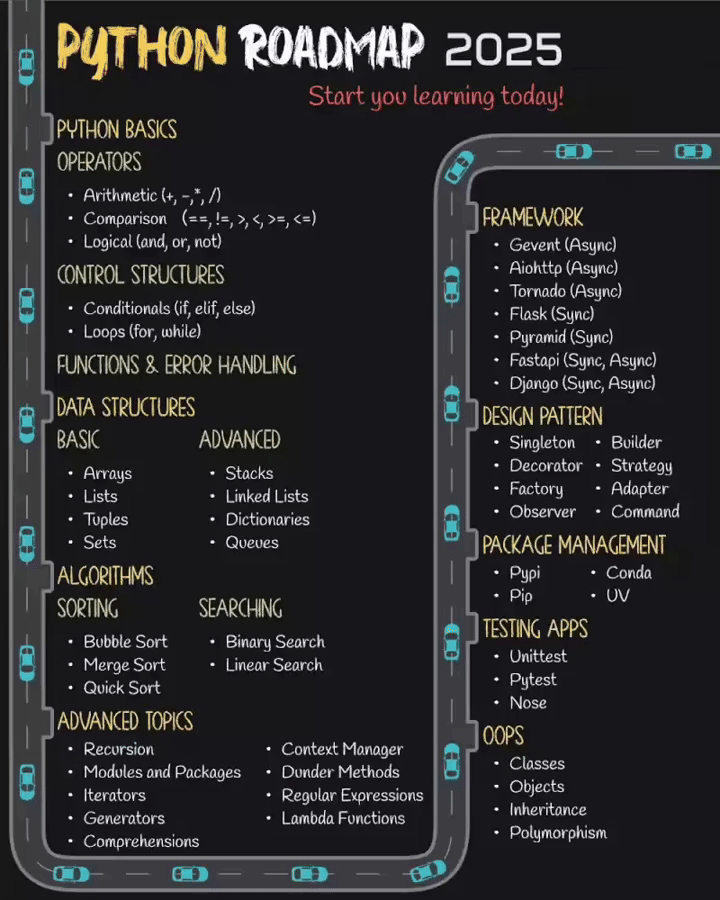 PYTHON ROADMAP 2025
Start you learning today!
PYTHON BASICS
OPERATORS
• Arithmetic (+, -,*, /)
• Comparison (==, !=, >, <, >=, <=)
• Logical (and, or, not)
CONTROL STRUCTURES
• Conditionals (if, elif, else)
• Loops (for, while)
FUNCTIONS & ERROR HANDLING
DATA STRUCTURES
BASIC
• Arrays
• Lists
• Tuples
• Sets
ADVANCED
• Stacks
• Linked Lists
• Dictionaries
• Queues
ALGORITHMS
SORTING
• Bubble Sort
• Merge Sort
• Quick Sort
SEARCHING
• Binary Search
• Linear Search
ADVANCED TOPICS
• Recursion
• Modules and Packages
• Iterators
• Generators
• Comprehensions
• Context Manager
• Dunder Methods
• Regular Expressions
• Lambda Functions
FRAMEWORK
• Gevent (Async)
• Aiohttp (Async)
• Tornado (Async)
• Flask (Sync)
• Pyramid (Sync)
• Fastapi (Sync, Async)
• Django (Sync, Async)
DESIGN PATTERN
• Singleton
• Decorator
• Factory
• Observer
• Builder
• Strategy
• Adapter
• Command
PACKAGE MANAGEMENT
• Pypi
• Pip
• Conda
• UV
TESTING APPS
• Unittest
• Pytest
• Nose
OOPS
• Classes
• Objects
• Inheritance
• Polymorphism